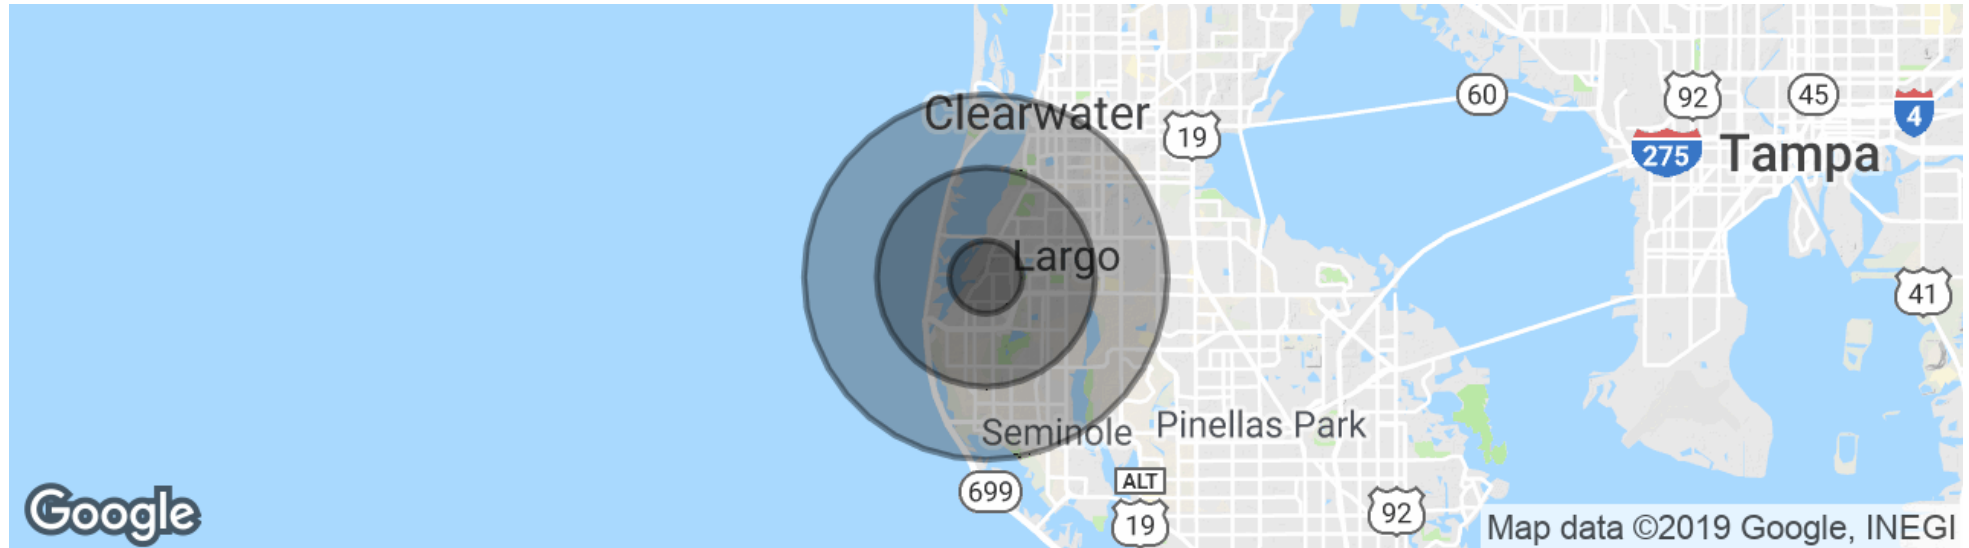 Clearwater
60
92
45
4
19
275
Tampa
Largo
41
Seminole
Pinellas Park
699
ALT
19
92
Google
Map data ©2019 Google, INEGI